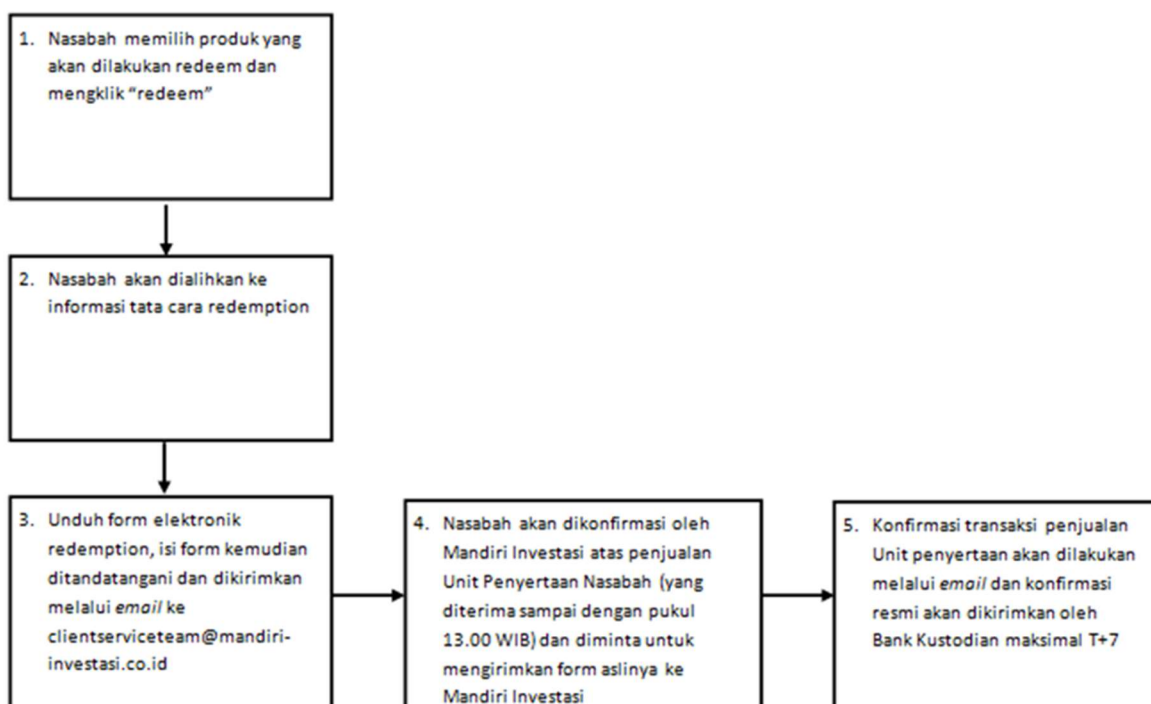 1. Nasabah memilih produk yang
akan dilakukan redeem dan
mengklik “redeem”
2. Nasabah akan dialihkan ke
informasi tata cara redemption
3. Unduh form elektronik
redemption, isi form kemudian
ditandatangani dan dikirimkan
melalui email ke
clientserviceteam@mandiri-
investasi.co.id
4. Nasabah akan dikonfirmasi oleh
Mandiri Investasi atas penjualan
Unit Penyertaan Nasabah (yang
diterima sampai dengan pukul
13.00 WIB) dan diminta untuk
mengirimkan form aslinya ke
Mandiri Investasi
5. Konfirmasi transaksi penjualan
Unit penyertaan akan dilakukan
melalui email dan konfirmasi
resmi akan dikirimkan oleh
Bank Kustodian maksimal T+7